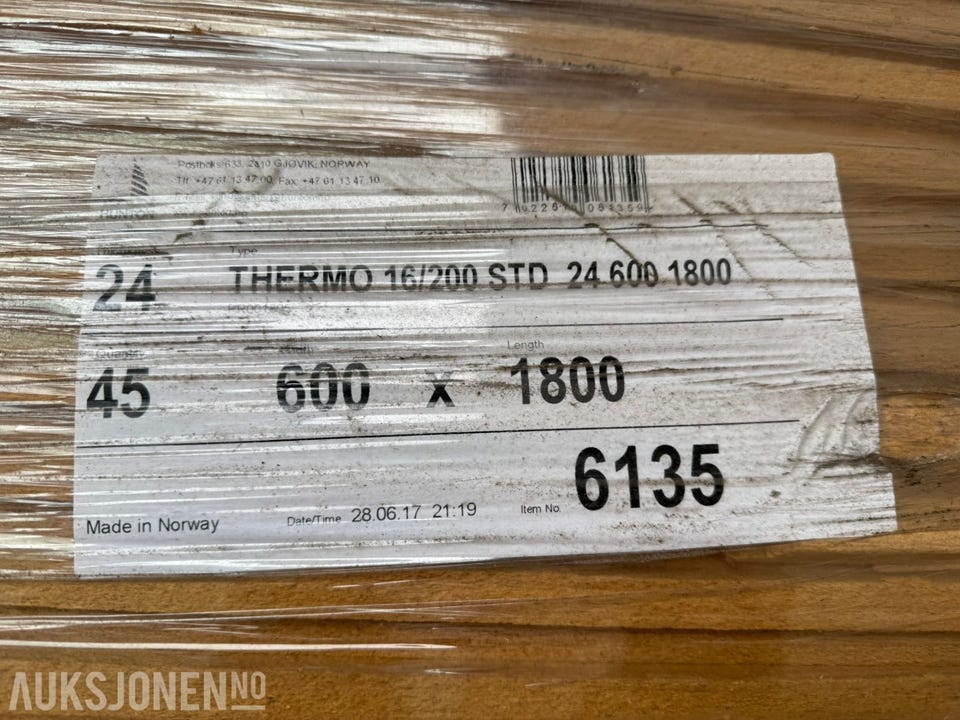 Postboks 633, 2810 GJØVIK, NORWAY
Tlf. +47 61 13 47 00, Fax: +47 61 13 47 10
Type
24 THERMO 16/200 STD 24 600 1800
Quantity Length
45 600 x 1800
Made in Norway Date/Time 28.06.17 21:19 Item No. 6135
AUKSJONEN NO